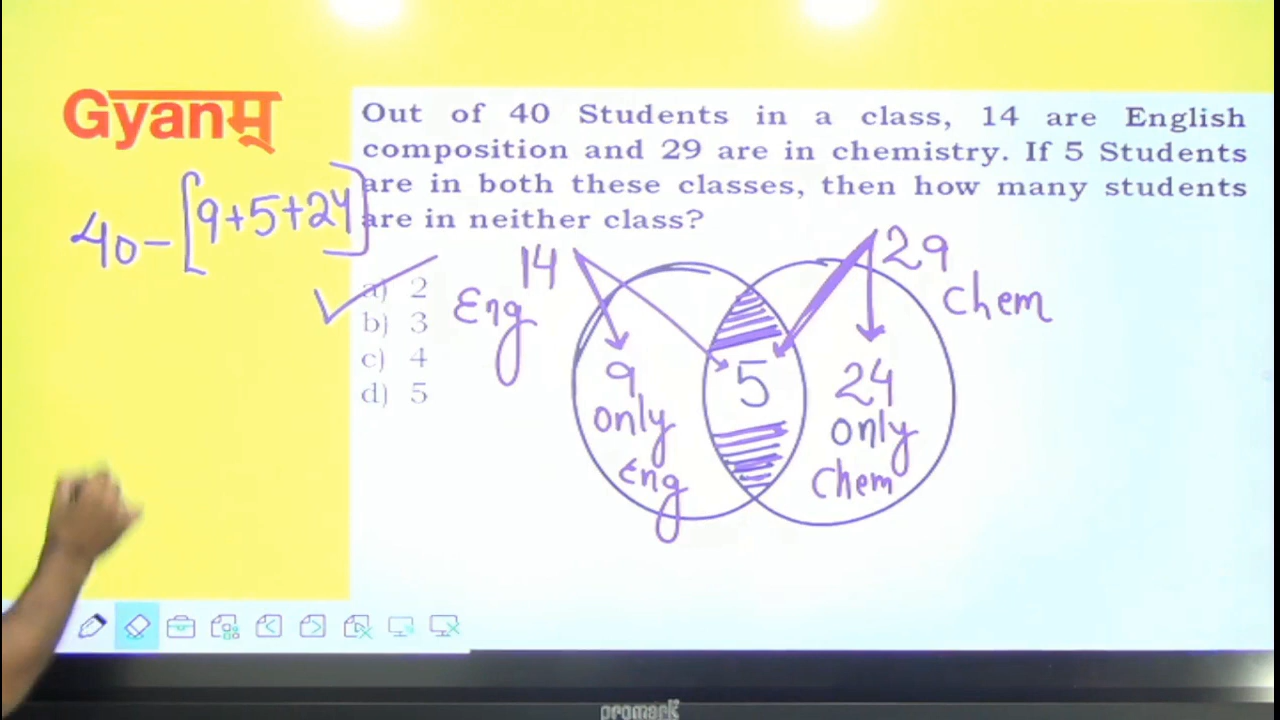 Gyanम्
Out of 40 Students in a class, 14 are English
composition and 29 are in chemistry. If 5 Students
are in both these classes, then how many students
are in neither class?
40-[9+5+24]
a) 2
b) 3
c) 4
d) 5
14
Eng
29
Chem
9
only
Eng
5
24
only
Chem
promark